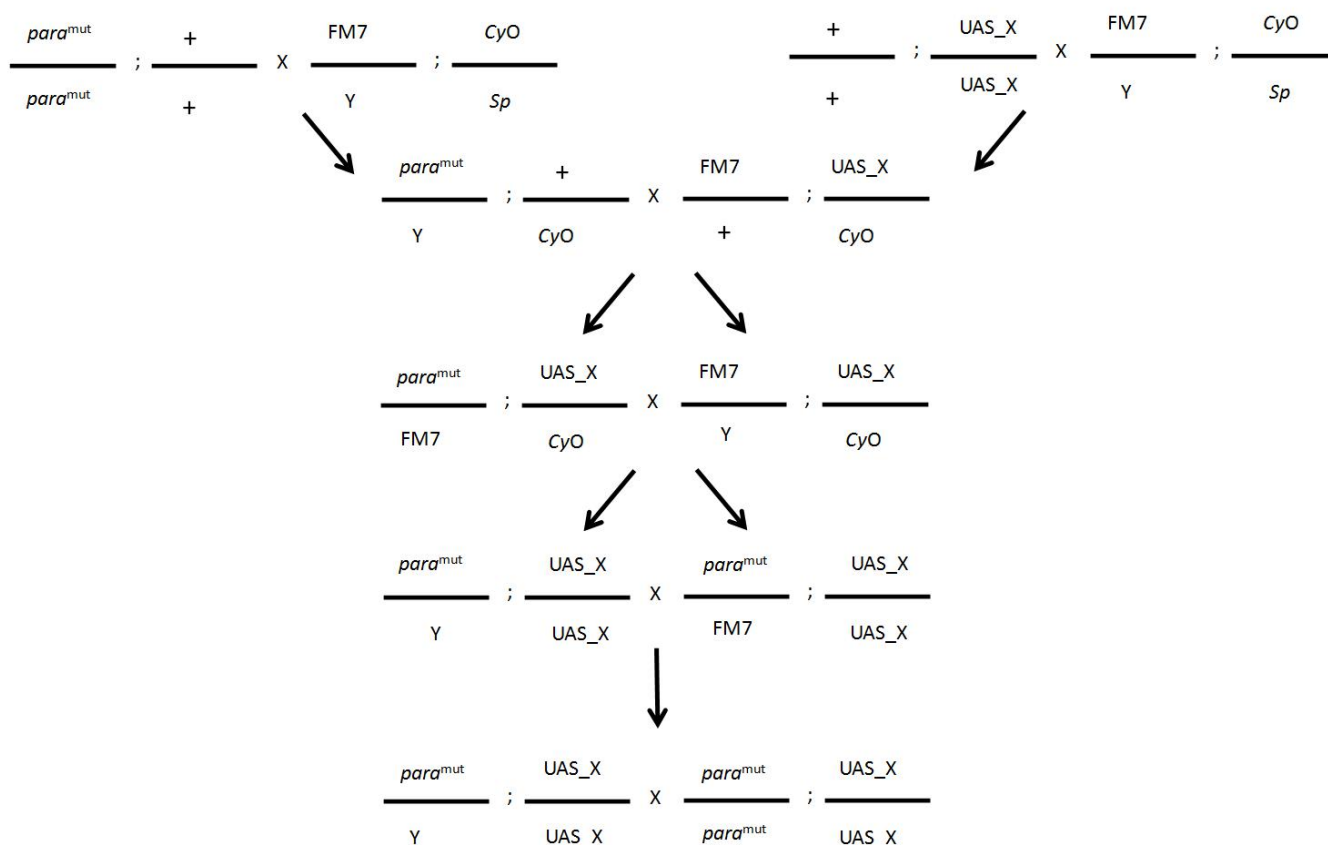 para^mut + FM7 CyO + UAS_X FM7 CyO
; X ; ; X ;
para^mut + Y Sp + UAS_X Y Sp
para^mut + FM7 UAS_X
; X ;
Y CyO + CyO
para^mut UAS_X FM7 UAS_X
; X ;
FM7 CyO Y CyO
para^mut UAS_X para^mut UAS_X
; X ;
Y UAS_X FM7 UAS_X
para^mut UAS_X para^mut UAS_X
; X ;
Y UAS_X para^mut UAS_X